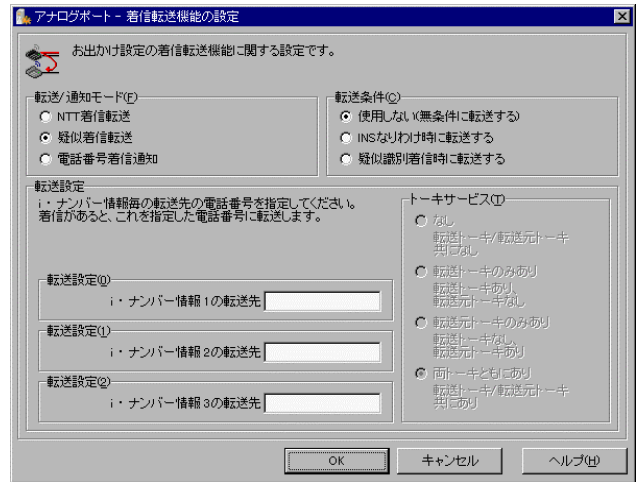 アナログポート - 着信転送機能の設定
お出かけ設定の着信転送機能に関する設定です。
転送/通知モード(F)
NTT着信転送
疑似着信転送
電話番号着信通知
転送条件(C)
使用しない(無条件に転送する)
INSなりわけ時に転送する
疑似識別着信時に転送する
転送設定
i・ナンバー情報毎の転送先の電話番号を指定してください。
着信があると、これを指定した電話番号に転送します。
転送設定(0)
i・ナンバー情報1の転送先
転送設定(1)
i・ナンバー情報2の転送先
転送設定(2)
i・ナンバー情報3の転送先
トーキサービス(T)
なし
転送トーキ/転送元トーキ
共になし
転送トーキのみあり
転送トーキあり、
転送元トーキなし
転送元トーキのみあり
転送トーキなし、
転送元トーキあり
両トーキともにあり
転送トーキ/転送元トーキ
共にあり
OK
キャンセル
ヘルプ(H)